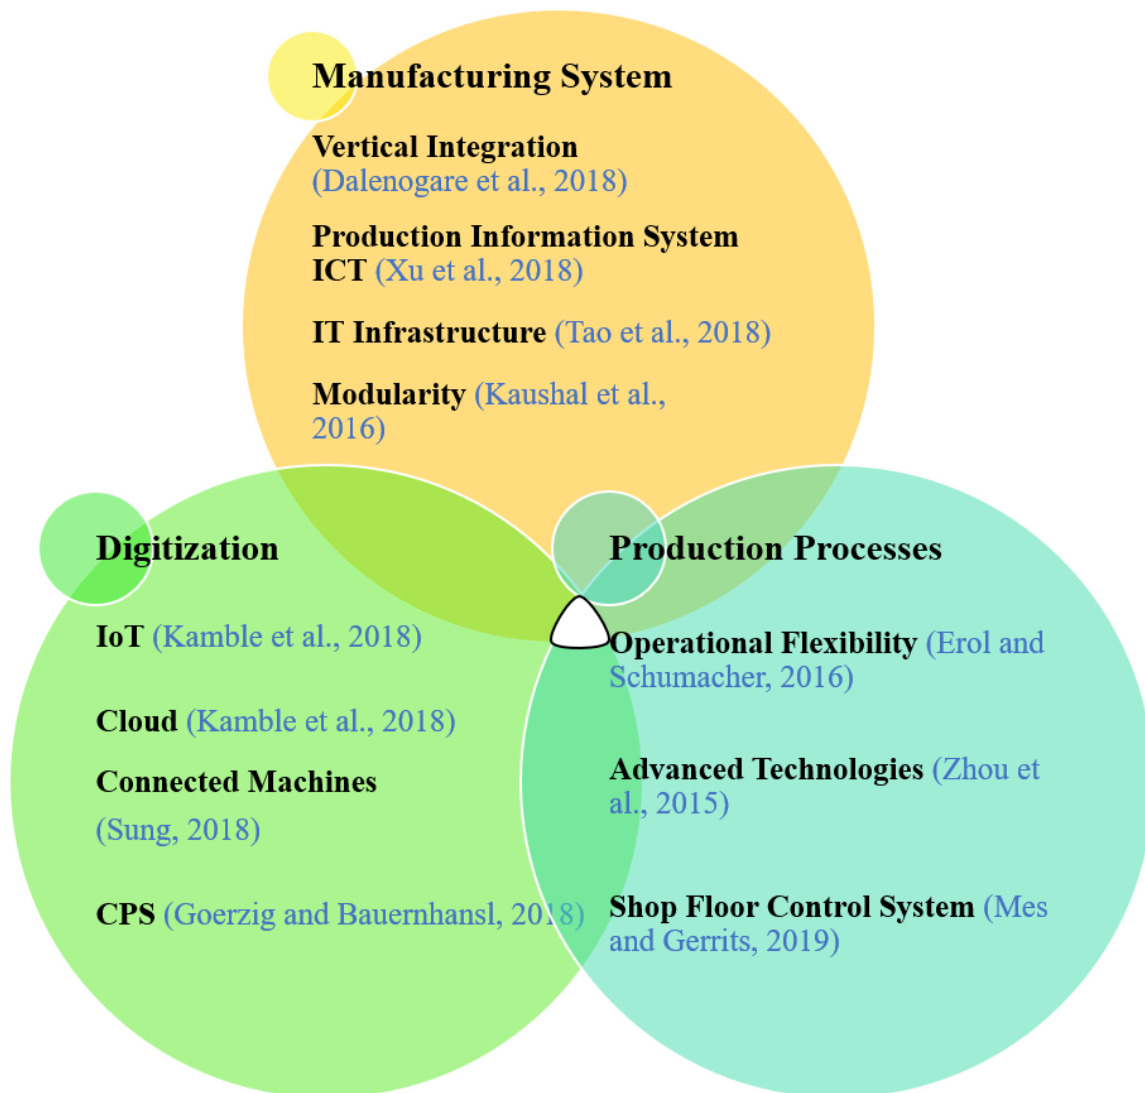 Manufacturing System
Vertical Integration
(Dalenogare et al., 2018)
Production Information System
ICT (Xu et al., 2018)
IT Infrastructure (Tao et al., 2018)
Modularity (Kaushal et al.,
2016)
Digitization
IoT (Kamble et al., 2018)
Cloud (Kamble et al., 2018)
Connected Machines
(Sung, 2018)
CPS (Goerzig and Bauernhansl, 2018)
Production Processes
Operational Flexibility (Erol and
Schumacher, 2016)
Advanced Technologies (Zhou et
al., 2015)
Shop Floor Control System (Mes
and Gerrits, 2019)